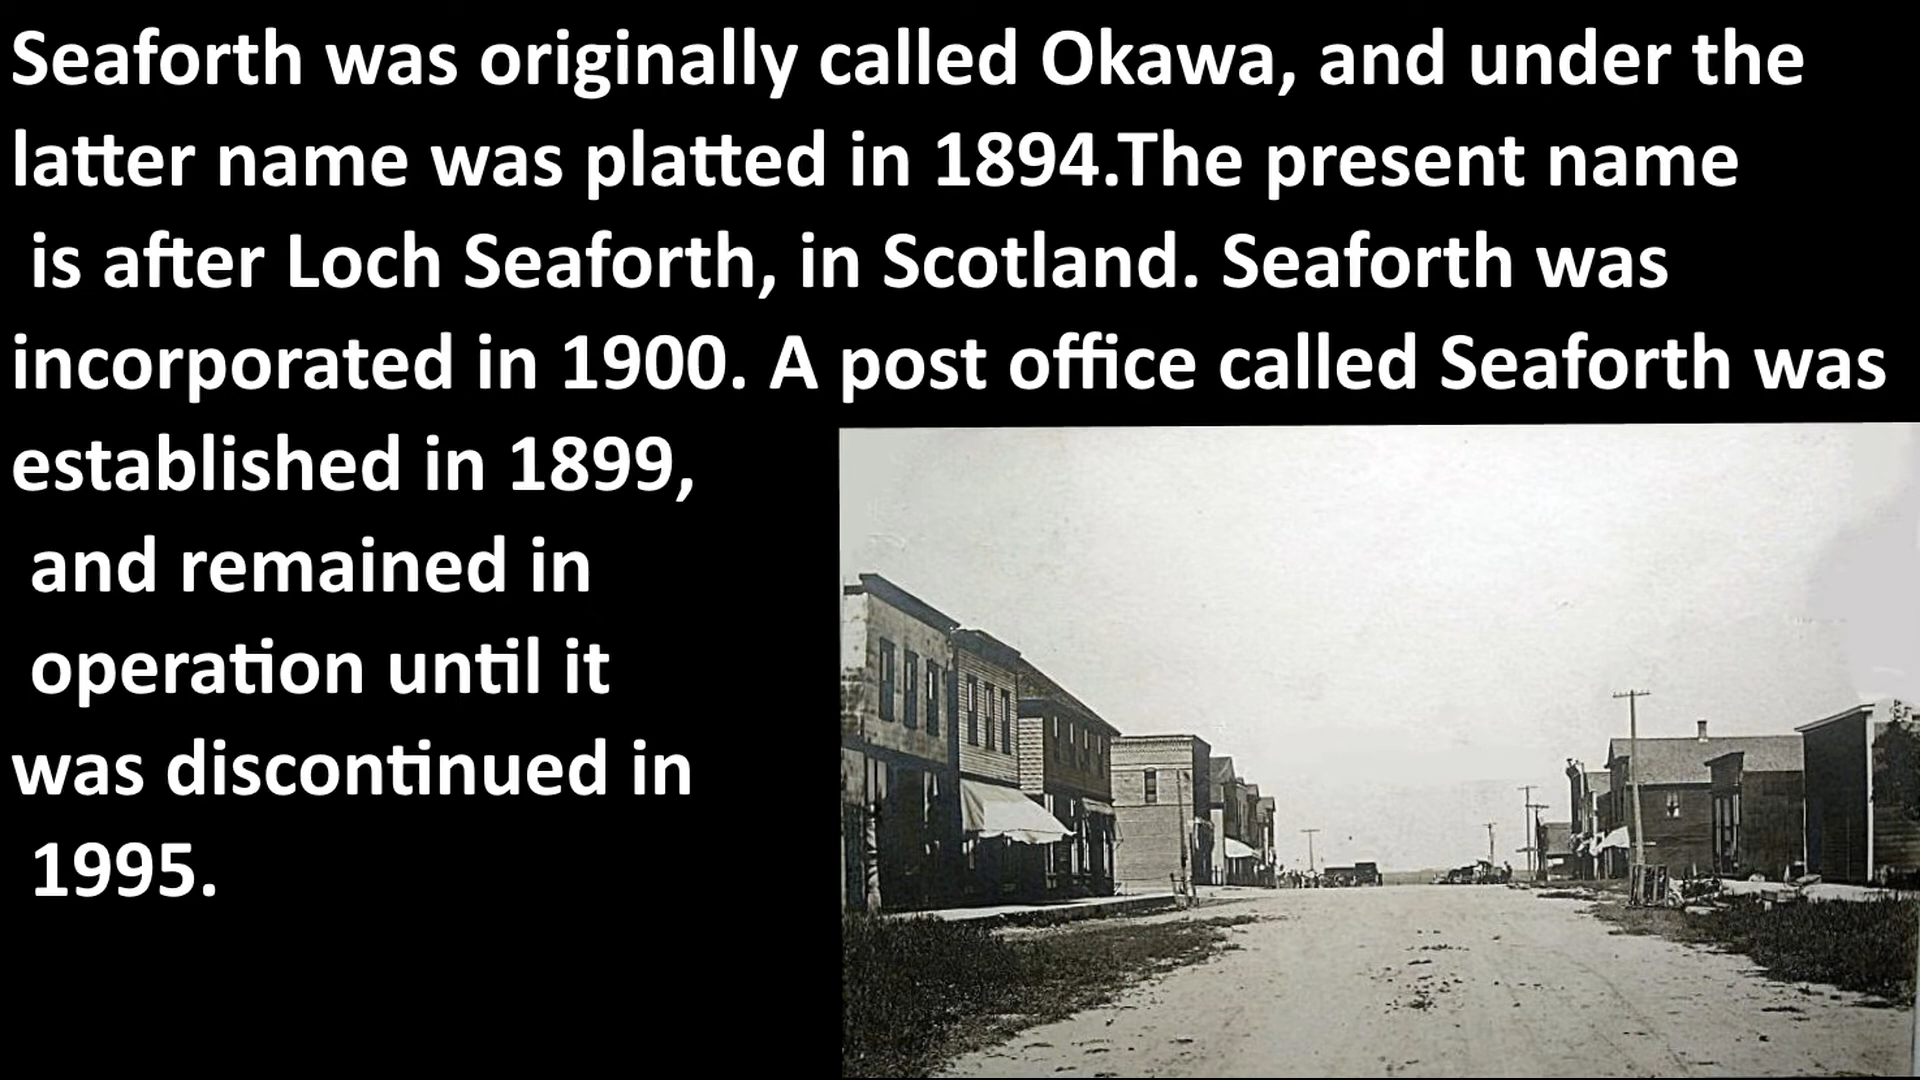 Seaforth was originally called Okawa, and under the
latter name was platted in 1894.The present name
is after Loch Seaforth, in Scotland. Seaforth was
incorporated in 1900. A post office called Seaforth was
established in 1899,
and remained in
operation until it
was discontinued in
1995.